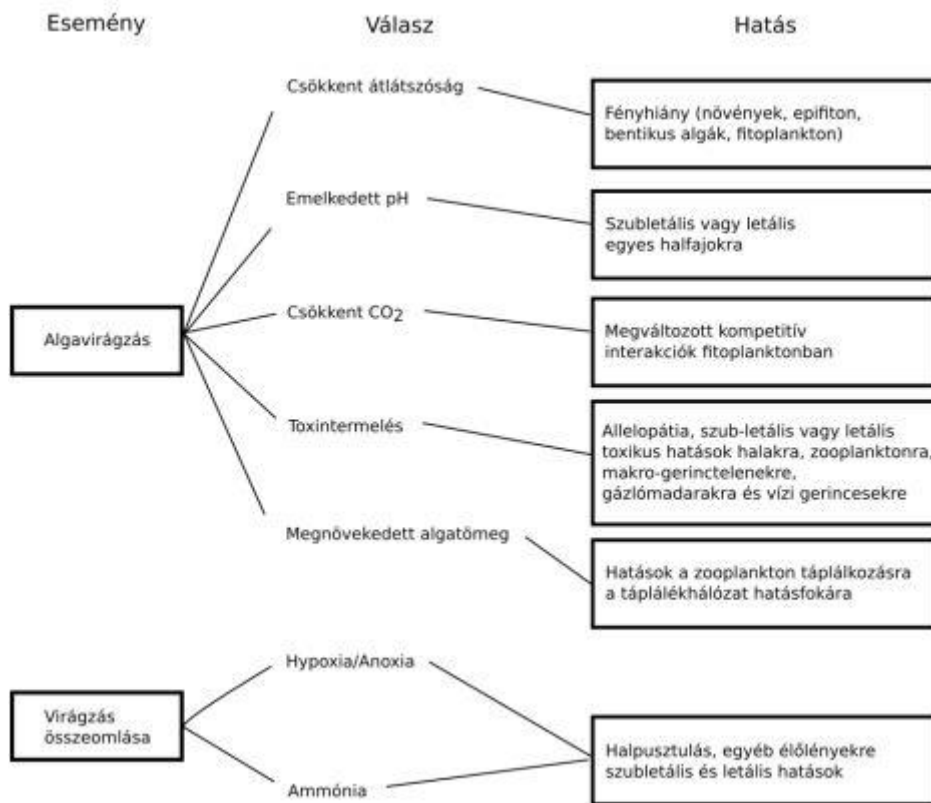 Esemény
Válasz
Hatás
Csökkent átlátszóság
Fényhiány (növények, epifiton,
bentikus algák, fitoplankton)
Emelkedett pH
Szubletális vagy letális
egyes halfajokra
Algavirágzás
Csökkent CO2
Megváltozott kompetitív
interakciók fitoplanktonban
Toxintermelés
Allelopátia, szub-letális vagy letális
toxikus hatások halakra, zooplanktonra,
makro-gerinctelenekre,
gázlómadarakra és vízi gerincesekre
Megnövekedett algatömeg
Hatások a zooplankton táplálkozásra
a táplálékhálózat hatásfokára
Hypoxia/Anoxia
Virágzás
összeomlása
Halpusztulás, egyéb élőlényekre
szubletális és letális hatások
Ammónia